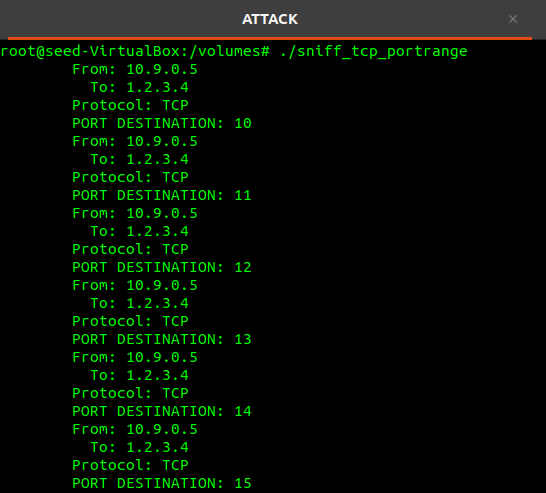 ATTACK
root@seed-VirtualBox:/volumes# ./sniff_tcp_portrange
From: 10.9.0.5
To: 1.2.3.4
Protocol: TCP
PORT DESTINATION: 10
From: 10.9.0.5
To: 1.2.3.4
Protocol: TCP
PORT DESTINATION: 11
From: 10.9.0.5
To: 1.2.3.4
Protocol: TCP
PORT DESTINATION: 12
From: 10.9.0.5
To: 1.2.3.4
Protocol: TCP
PORT DESTINATION: 13
From: 10.9.0.5
To: 1.2.3.4
Protocol: TCP
PORT DESTINATION: 14
From: 10.9.0.5
To: 1.2.3.4
Protocol: TCP
PORT DESTINATION: 15